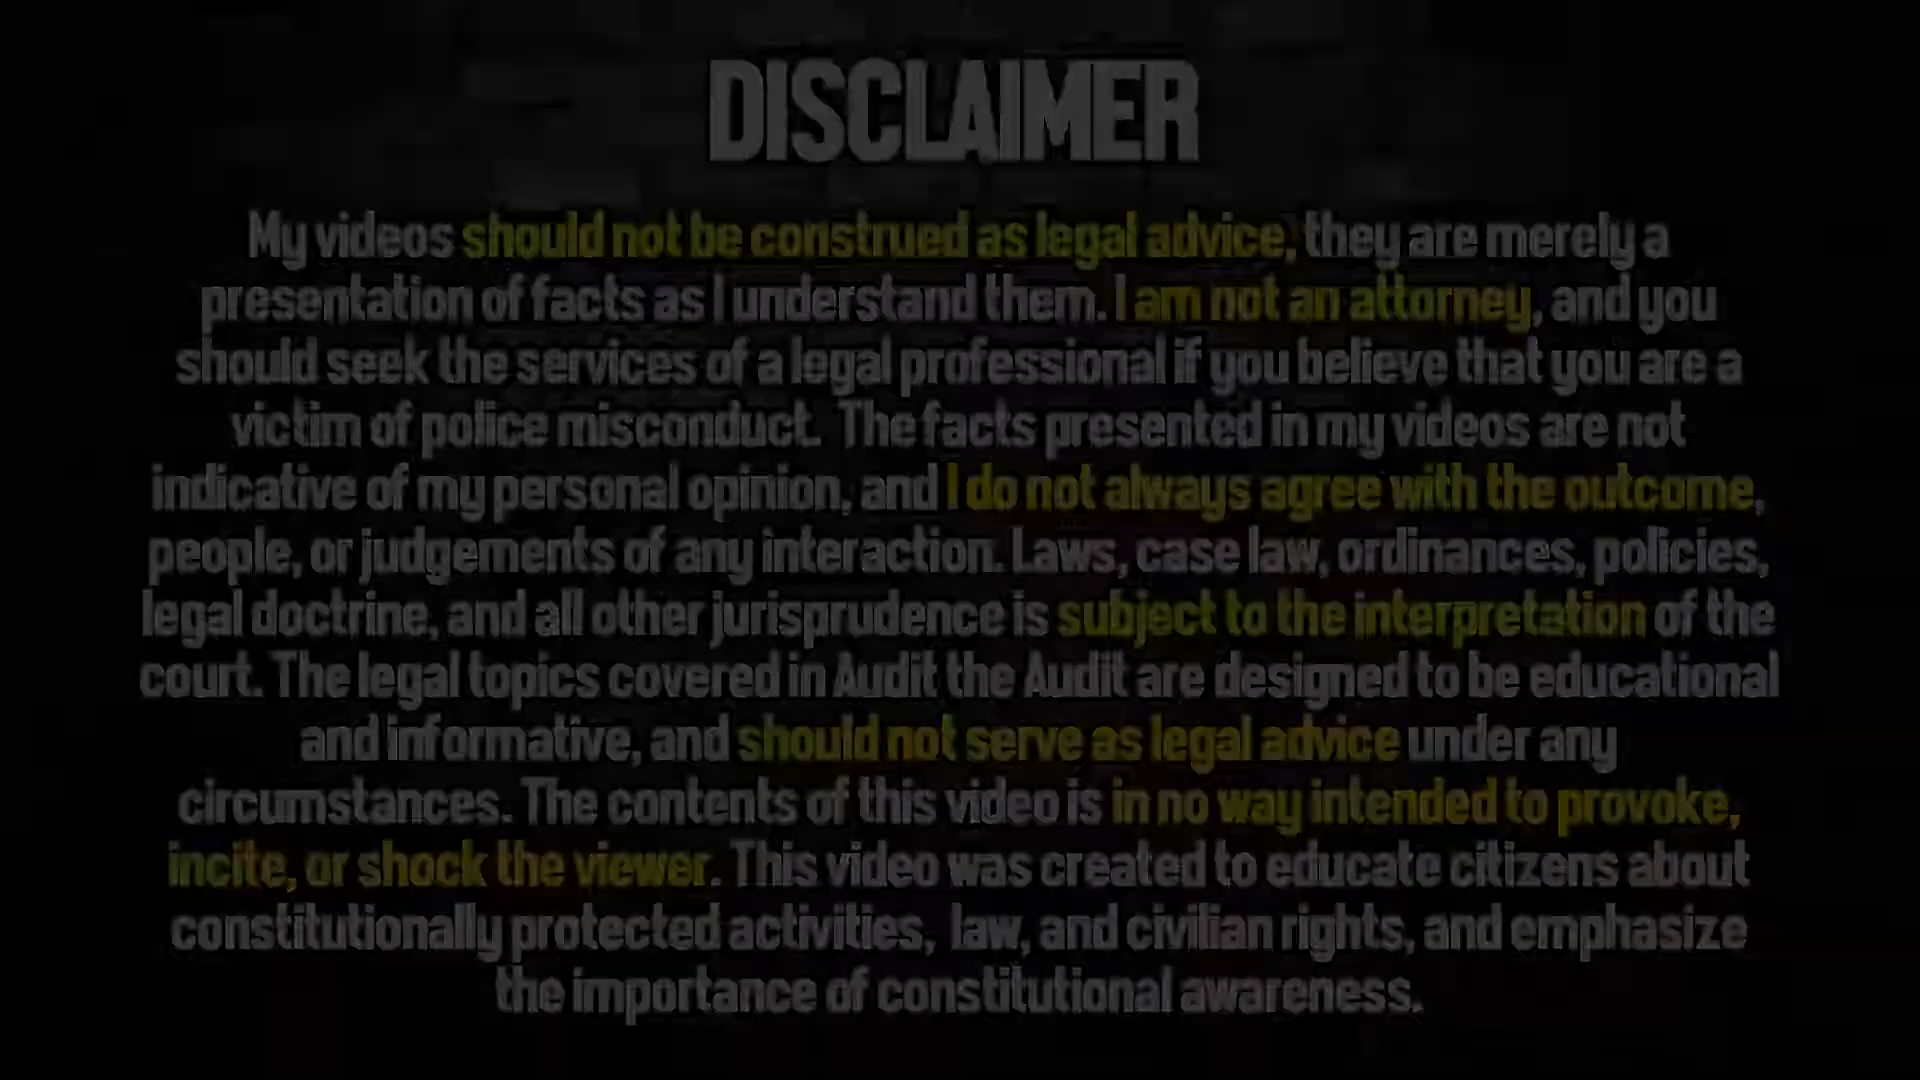 DISCLAIMER
My videos should not be construed as legal advice, they are merely a
presentation of facts as I understand them. I am not an attorney, and you
should seek the services of a legal professional if you believe that you are a
victim of police misconduct. The facts presented in my videos are not
indicative of my personal opinion, and I do not always agree with the outcome,
people, or judgements of any interaction. Laws, case law, ordinances, policies,
legal doctrine, and all other jurisprudence is subject to the interpretation of the
court. The legal topics covered in Audit the Audit are designed to be educational
and informative, and should not serve as legal advice under any
circumstances. The contents of this video is in no way intended to provoke,
incite, or shock the viewer. This video was created to educate citizens about
constitutionally protected activities, law, and civilian rights, and emphasize
the importance of constitutional awareness.